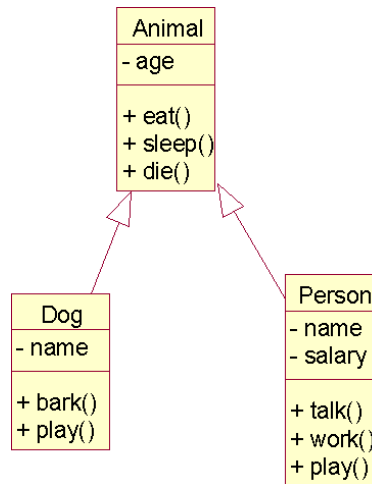 Animal
- age
+ eat()
+ sleep()
+ die()
Dog
- name
+ bark()
+ play()
Person
- name
- salary
+ talk()
+ work()
+ play()